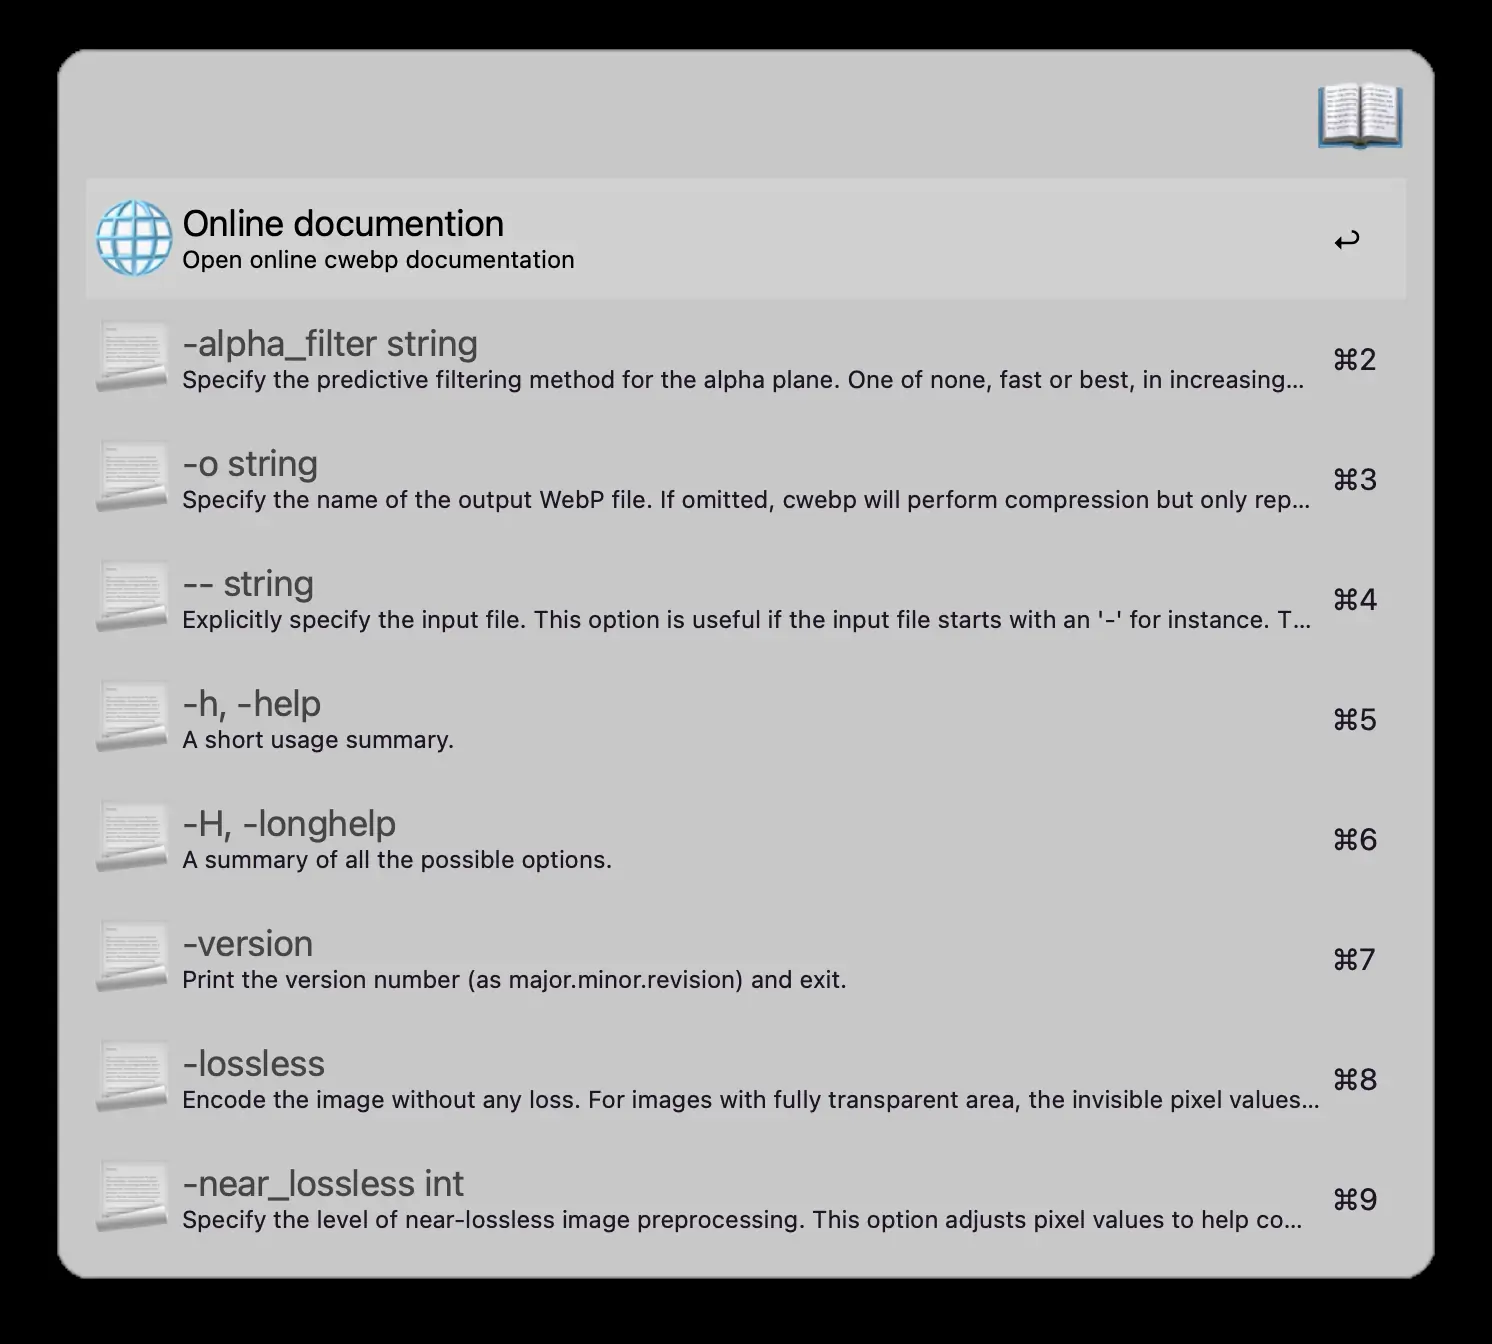 Online documention
Open online cwebp documentation
↩
-alpha_filter string
Specify the predictive filtering method for the alpha plane. One of none, fast or best, in increasing...
⌘2
-o string
Specify the name of the output WebP file. If omitted, cwebp will perform compression but only rep...
⌘3
-- string
Explicitly specify the input file. This option is useful if the input file starts with an '-' for instance. T...
⌘4
-h, -help
A short usage summary.
⌘5
-H, -longhelp
A summary of all the possible options.
⌘6
-version
Print the version number (as major.minor.revision) and exit.
⌘7
-lossless
Encode the image without any loss. For images with fully transparent area, the invisible pixel values...
⌘8
-near_lossless int
Specify the level of near-lossless image preprocessing. This option adjusts pixel values to help co...
⌘9